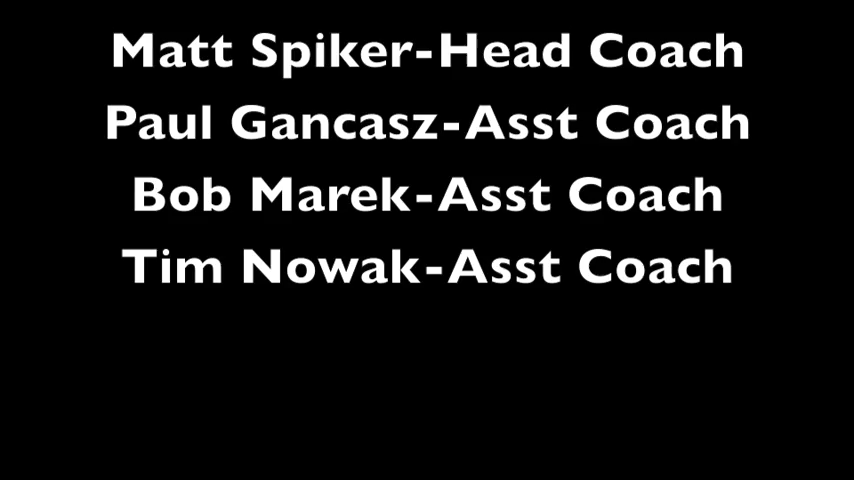 Matt Spiker-Head Coach
Paul Gancasz-Asst Coach
Bob Marek-Asst Coach
Tim Nowak-Asst Coach